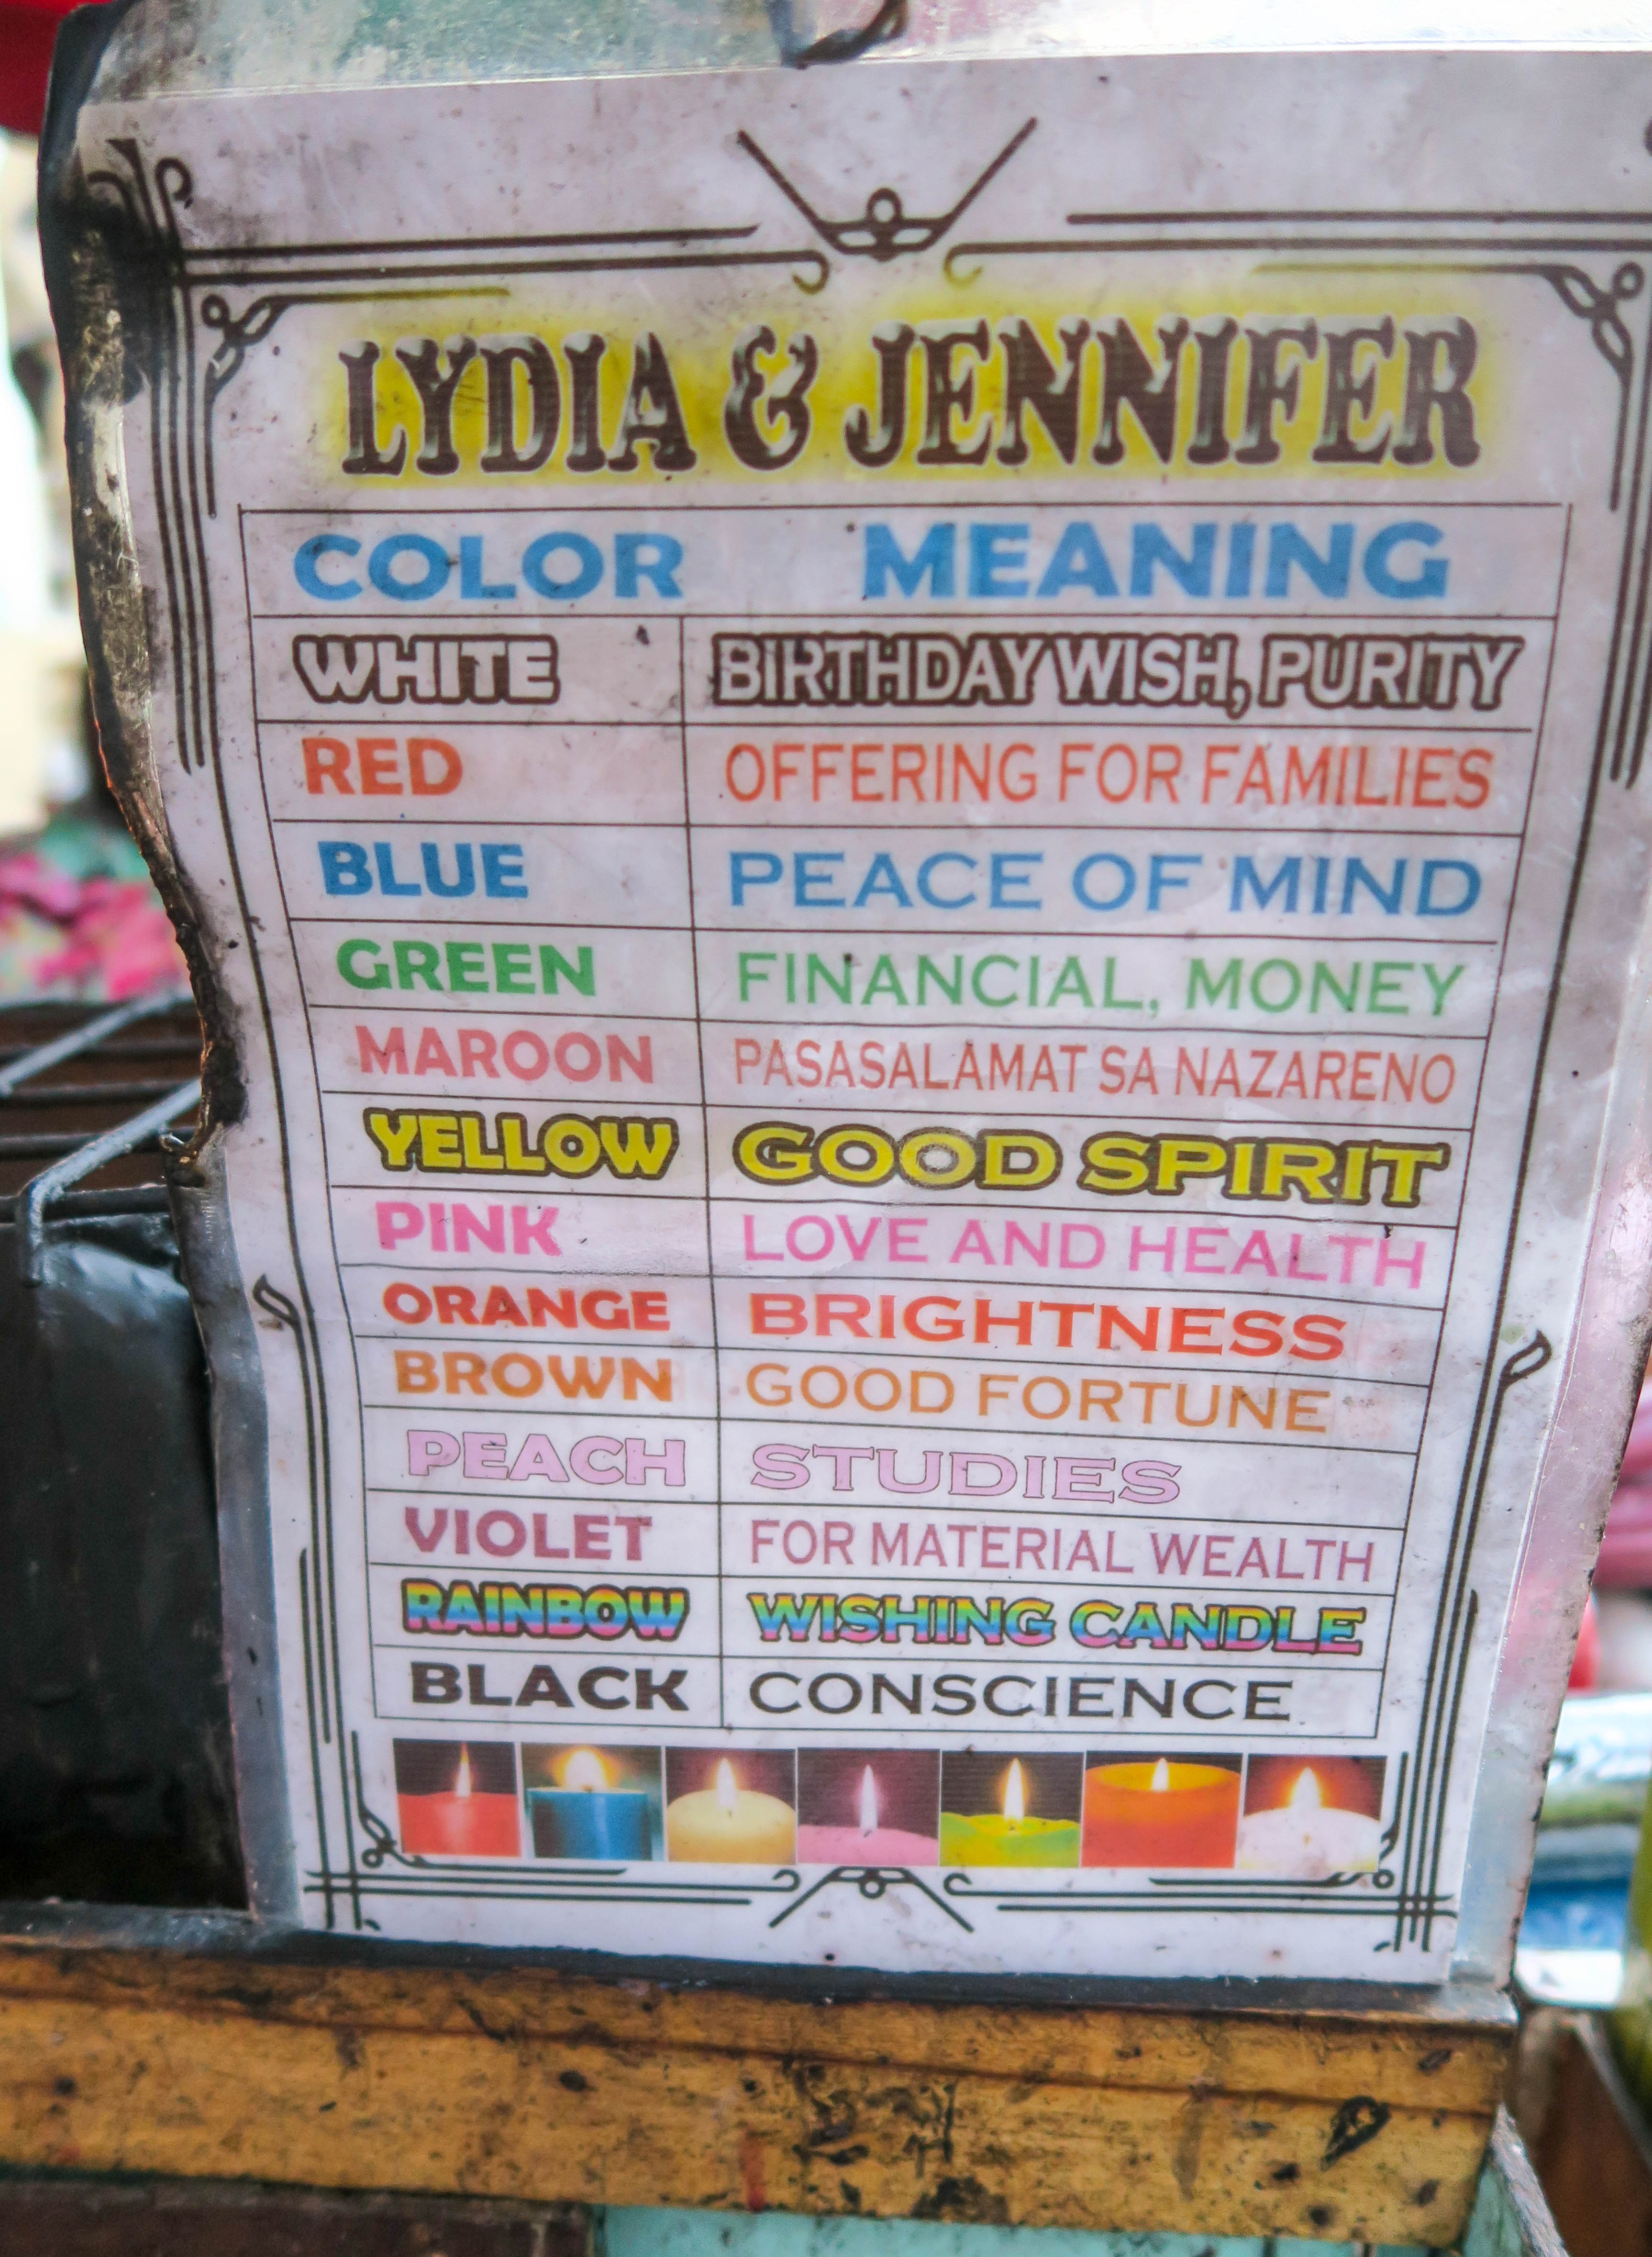 LYDIA & JENNIFER
COLOR MEANING
WHITE BIRTHDAY WISH, PURITY
RED OFFERING FOR FAMILIES
BLUE PEACE OF MIND
GREEN FINANCIAL, MONEY
MAROON PASASALAMAT SA NAZARENO
YELLOW GOOD SPIRIT
PINK LOVE AND HEALTH
ORANGE BRIGHTNESS
BROWN GOOD FORTUNE
PEACH STUDIES
VIOLET FOR MATERIAL WEALTH
RAINBOW WISHING CANDLE
BLACK CONSCIENCE